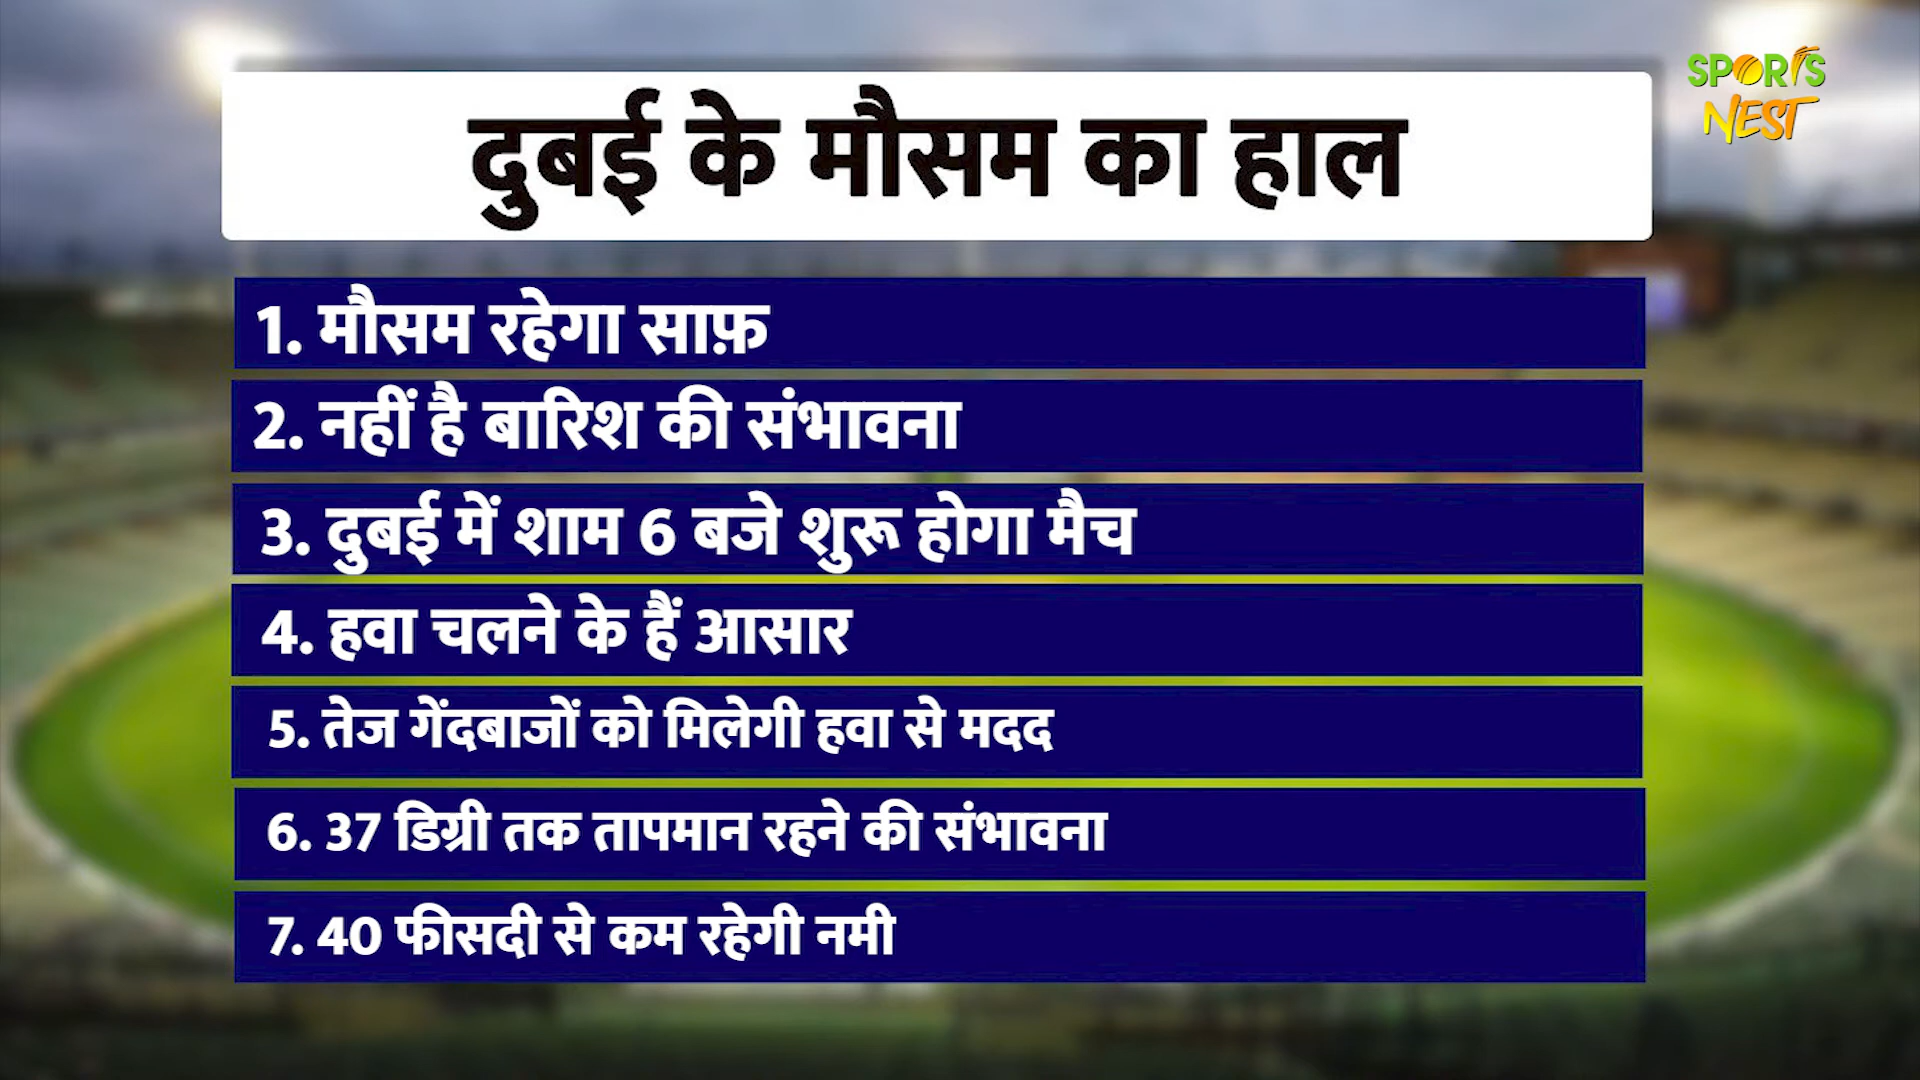 SPORTS
NEST
दुबई के मौसम का हाल
1. मौसम रहेगा साफ़
2. नहीं है बारिश की संभावना
3. दुबई में शाम 6 बजे शुरू होगा मैच
4. हवा चलने के हैं आसार
5. तेज गेंदबाजों को मिलेगी हवा से मदद
6. 37 डिग्री तक तापमान रहने की संभावना
7. 40 फीसदी से कम रहेगी नमी